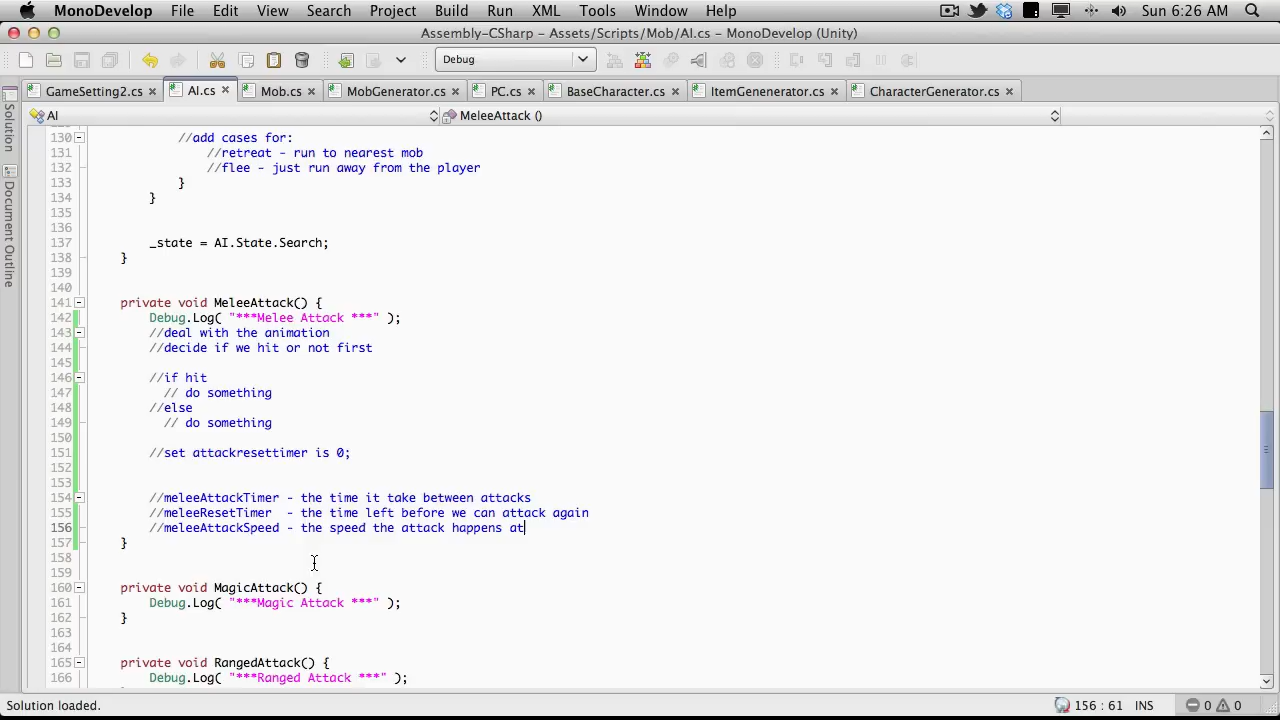 MonoDevelop File Edit View Search Project Build Run XML Tools Window Help Sun 6:26 AM
Assembly-CSharp - Assets/Scripts/Mob/AI.cs - MonoDevelop (Unity)
Debug
GameSetting2.cs AI.cs Mob.cs MobGenerator.cs PC.cs BaseCharacter.cs ItemGenenerator.cs CharacterGenerator.cs
Solution
Document Outline
AI MeleeAttack ()
130 //add cases for:
131 //retreat - run to nearest mob
132 //flee - just run away from the player
133 }
134 }
135
136
137 _state = AI.State.Search;
138 }
139
140
141 private void MeleeAttack() {
142 Debug.Log( "***Melee Attack ***" );
143 //deal with the animation
144 //decide if we hit or not first
145
146 //if hit
147 // do something
148 //else
149 // do something
150
151 //set attackresettimer is 0;
152
153
154 //meleeAttackTimer - the time it take between attacks
155 //meleeResetTimer - the time left before we can attack again
156 //meleeAttackSpeed - the speed the attack happens at
157 }
158
159
160 private void MagicAttack() {
161 Debug.Log( "***Magic Attack ***" );
162 }
163
164
165 private void RangedAttack() {
166 Debug.Log( "***Ranged Attack ***" );
Solution loaded. 156 : 61 INS 0 0